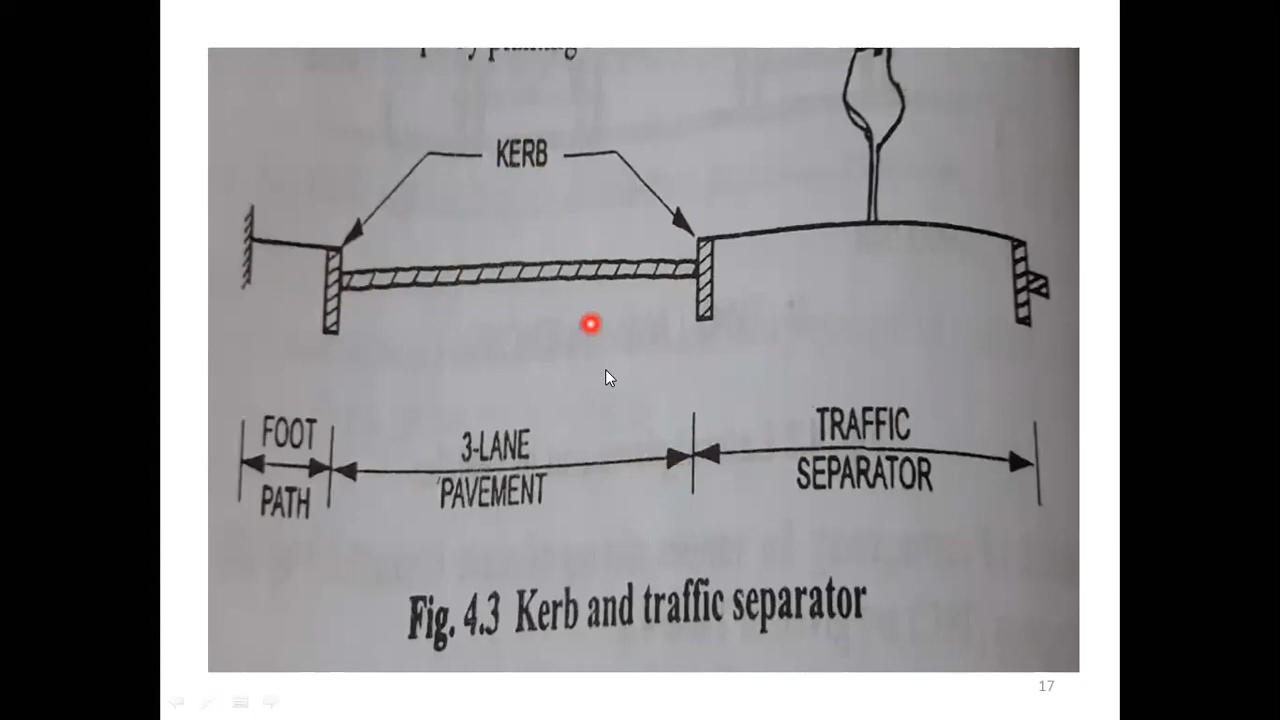 KERB
FOOT
PATH
3-LANE
PAVEMENT
TRAFFIC
SEPARATOR
Fig. 4.3 Kerb and traffic separator
17